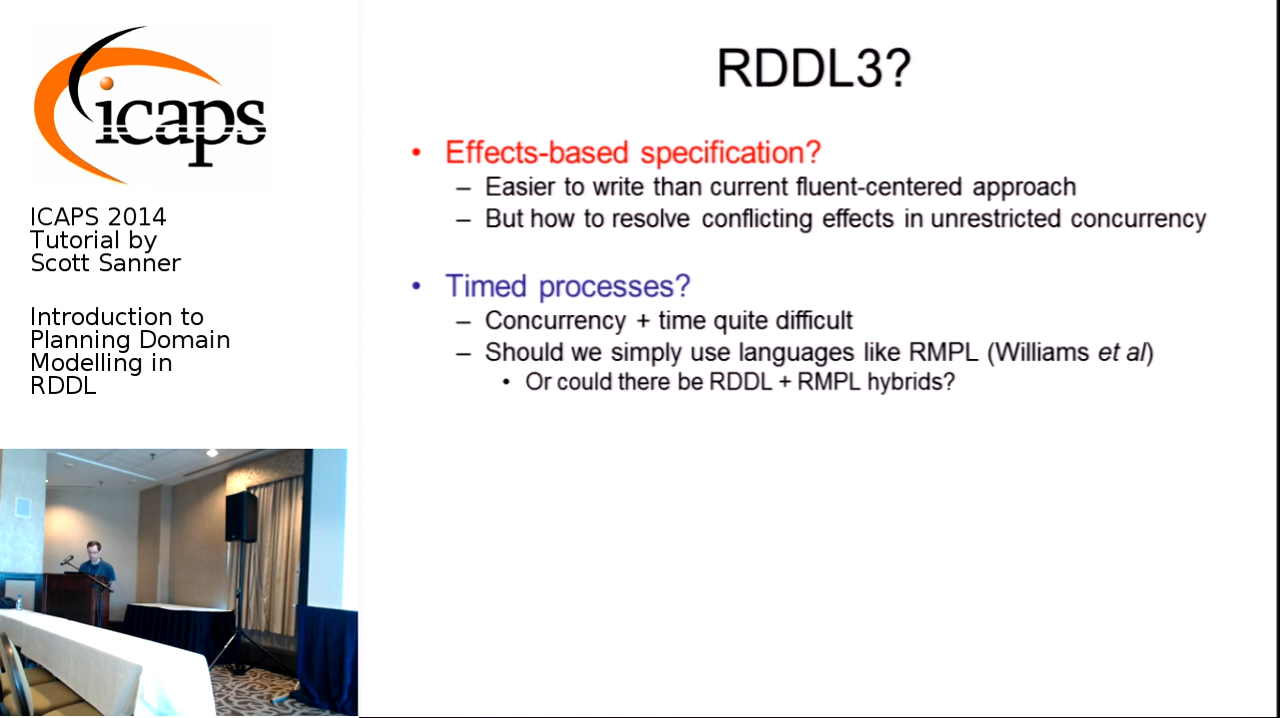 icaps
ICAPS 2014
Tutorial by
Scott Sanner
Introduction to
Planning Domain
Modelling in
RDDL
RDDL3?
• Effects-based specification?
– Easier to write than current fluent-centered approach
– But how to resolve conflicting effects in unrestricted concurrency
• Timed processes?
– Concurrency + time quite difficult
– Should we simply use languages like RMPL (Williams et al)
• Or could there be RDDL + RMPL hybrids?